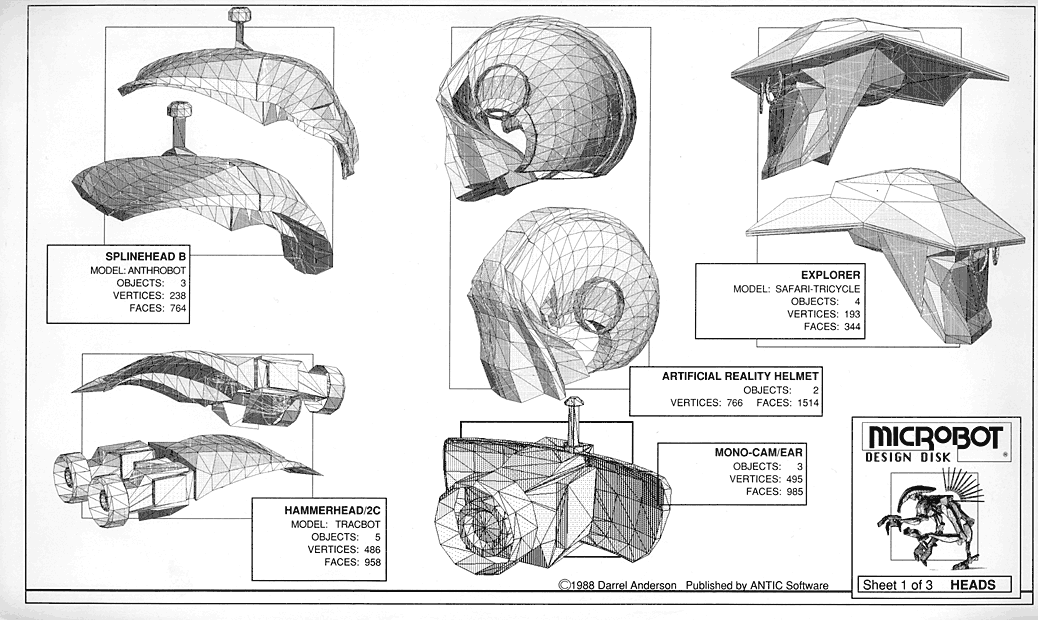 SPLINEHEAD B
MODEL: ANTHROBOT
OBJECTS: 3
VERTICES: 238
FACES: 764
EXPLORER
MODEL: SAFARI-TRICYCLE
OBJECTS: 4
VERTICES: 193
FACES: 344
ARTIFICIAL REALITY HELMET
OBJECTS: 2
VERTICES: 766 FACES: 1514
MONO-CAM/EAR
OBJECTS: 3
VERTICES: 495
FACES: 985
HAMMERHEAD/2C
MODEL: TRACBOT
OBJECTS: 5
VERTICES: 486
FACES: 958
MICROBOT
DESIGN DISK ®
©1988 Darrel Anderson Published by ANTIC Software
Sheet 1 of 3 HEADS